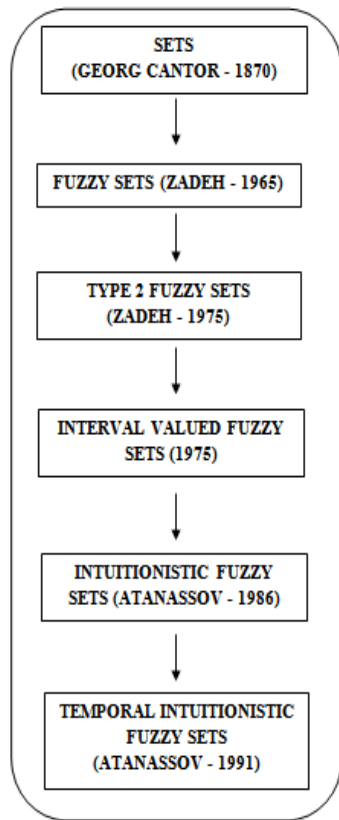 SETS
(GEORG CANTOR - 1870)
FUZZY SETS (ZADEH - 1965)
TYPE 2 FUZZY SETS
(ZADEH - 1975)
INTERVAL VALUED FUZZY
SETS (1975)
INTUITIONISTIC FUZZY
SETS (ATANASSOV - 1986)
TEMPORAL INTUITIONISTIC
FUZZY SETS
(ATANASSOV - 1991)